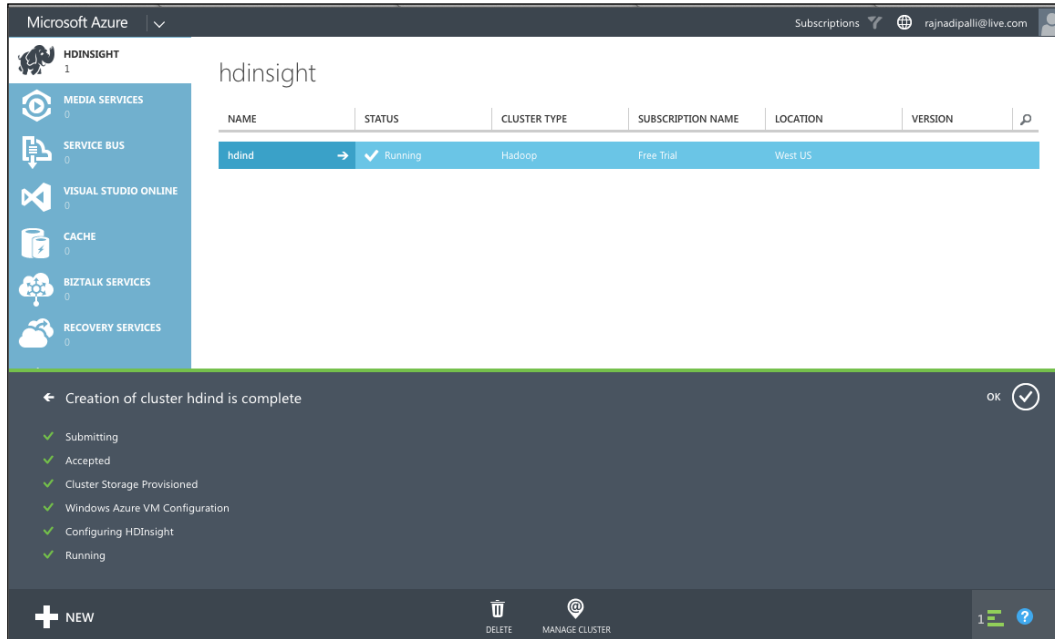 Microsoft Azure
Subscriptions
rajnadipalli@live.com
HDINSIGHT
1
MEDIA SERVICES
0
SERVICE BUS
0
VISUAL STUDIO ONLINE
0
CACHE
0
BIZTALK SERVICES
0
RECOVERY SERVICES
0
hdinsight
NAME STATUS CLUSTER TYPE SUBSCRIPTION NAME LOCATION VERSION
hdind Running Hadoop Free Trial West US
Creation of cluster hdind is complete
OK
Submitting
Accepted
Cluster Storage Provisioned
Windows Azure VM Configuration
Configuring HDInsight
Running
NEW
DELETE
MANAGE CLUSTER
1
?